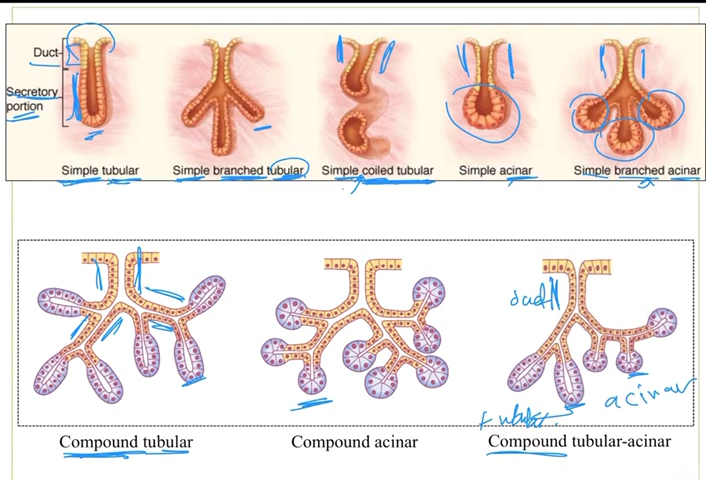 Duct
Secretory
portion
Simple tubular
Simple branched tubular
Simple coiled tubular
Simple acinar
Simple branched acinar
duct
tubular
acinar
Compound tubular
Compound acinar
Compound tubular-acinar